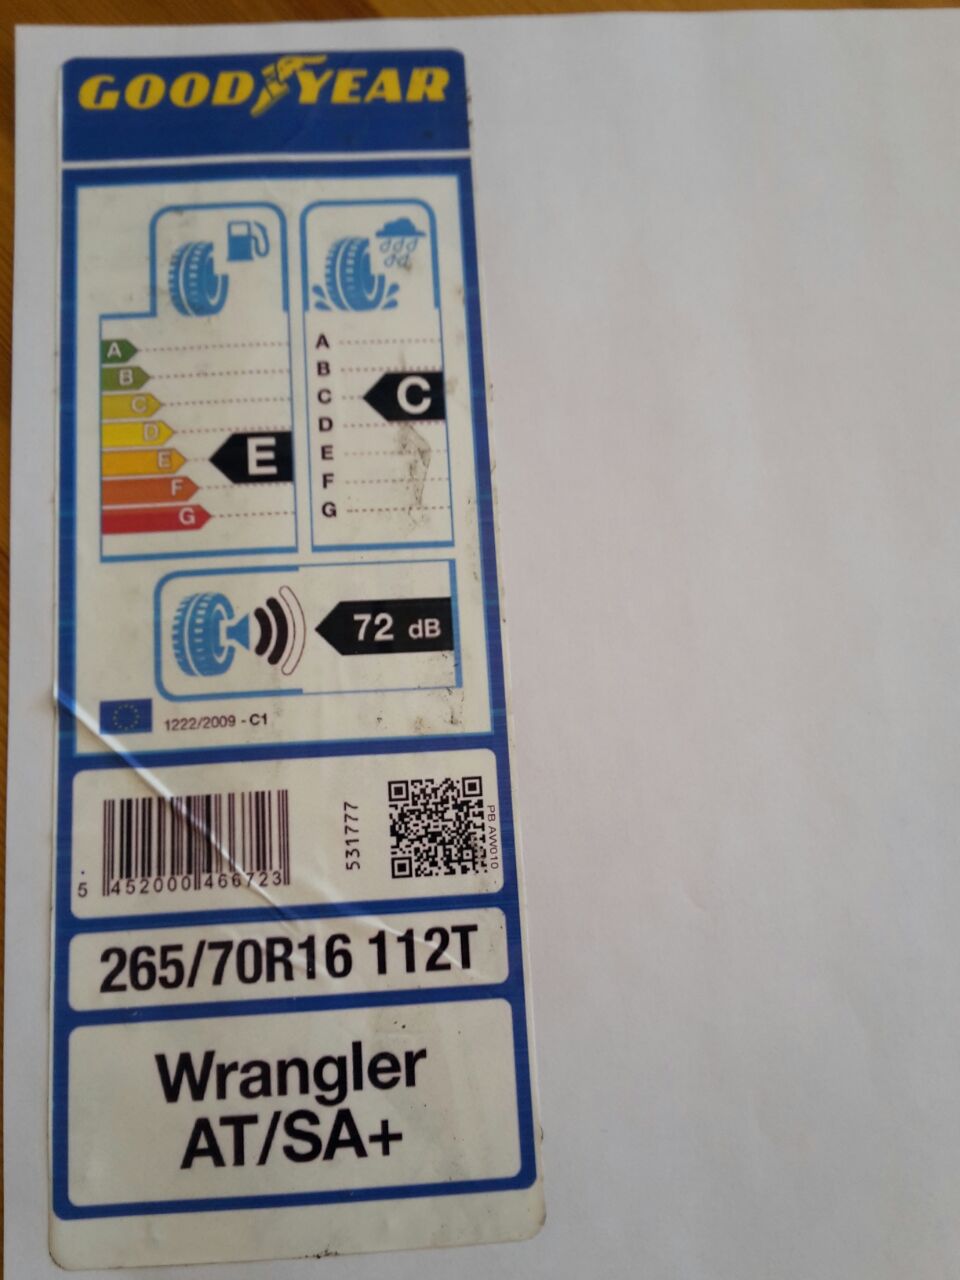 GOODYEAR
A
B
C
D
E
F
G
E
A
B
C
D
E
F
G
C
72 dB
1222/2009 - C1
5 452000 466723
531777
PB AW010
265/70R16 112T
Wrangler
AT/SA+